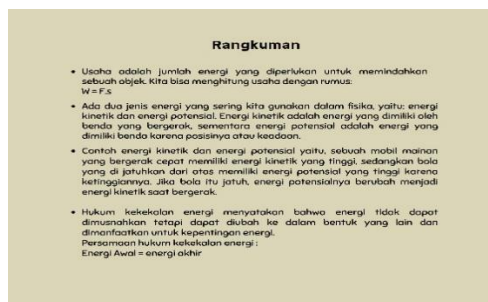 Rangkuman
• Usaha adalah jumlah energi yang diperlukan untuk memindahkan
sebuah objek. Kita bisa menghitung usaha dengan rumus:
W = F.s
• Ada dua jenis energi yang sering kita gunakan dalam fisika, yaitu: energi
kinetik dan energi potensial. Energi kinetik adalah energi yang dimiliki oleh
benda yang bergerak, sementara energi potensial adalah energi yang
dimiliki benda karena posisinya atau keadaan.
• Contoh energi kinetik dan energi potensial yaitu, sebuah mobil mainan
yang bergerak cepat memiliki energi kinetik yang tinggi, sedangkan bola
yang di jatuhkan dari atas memiliki energi potensial yang tinggi karena
ketinggiannya. Jika bola itu jatuh, energi potensialnya berubah menjadi
energi kinetik saat bergerak.
• Hukum kekekalan energi menyatakan bahwa energi tidak dapat
dimusnahkan tetapi dapat diubah ke dalam bentuk yang lain dan
dimanfaatkan untuk kepentingan energi.
Persamaan hukum kekekalan energi :
Energi Awal = energi akhir